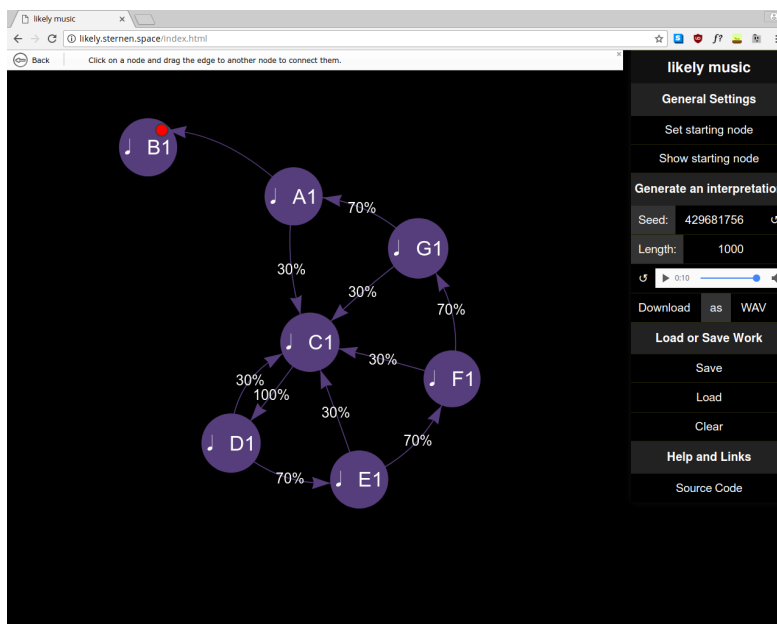 likely music
likely.sternen.space/index.html
Back
Click on a node and drag the edge to another node to connect them.
B1
A1
70%
G1
30%
30%
70%
C1
30%
F1
30%
100%
30%
70%
D1
70%
E1
likely music
General Settings
Set starting node
Show starting node
Generate an interpretation
Seed: 429681756
Length: 1000
0:10
Download as WAV
Load or Save Work
Save
Load
Clear
Help and Links
Source Code